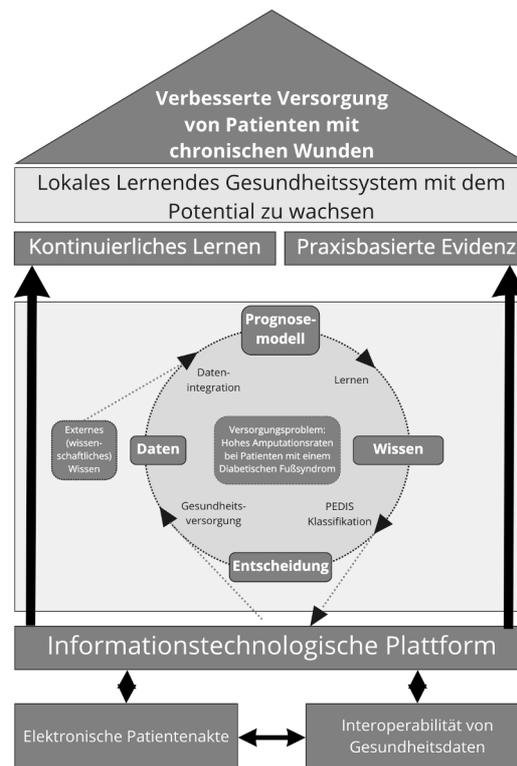 Verbesserte Versorgung
von Patienten mit
chronischen Wunden
Lokales Lernendes Gesundheitssystem mit dem
Potential zu wachsen
Kontinuierliches Lernen
Praxisbasierte Evidenz
Prognose-
modell
Daten-
integration
Lernen
Externes
(wissen-
schaftliches)
Wissen
Daten
Versorgungsproblem:
Hohes Amputationsraten
bei Patienten mit einem
Diabetischen Fußsyndrom
Wissen
Gesundheits-
versorgung
PEDIS
Klassifikation
Entscheidung
Informationstechnologische Plattform
Elektronische Patientenakte
Interoperabilität von
Gesundheitsdaten